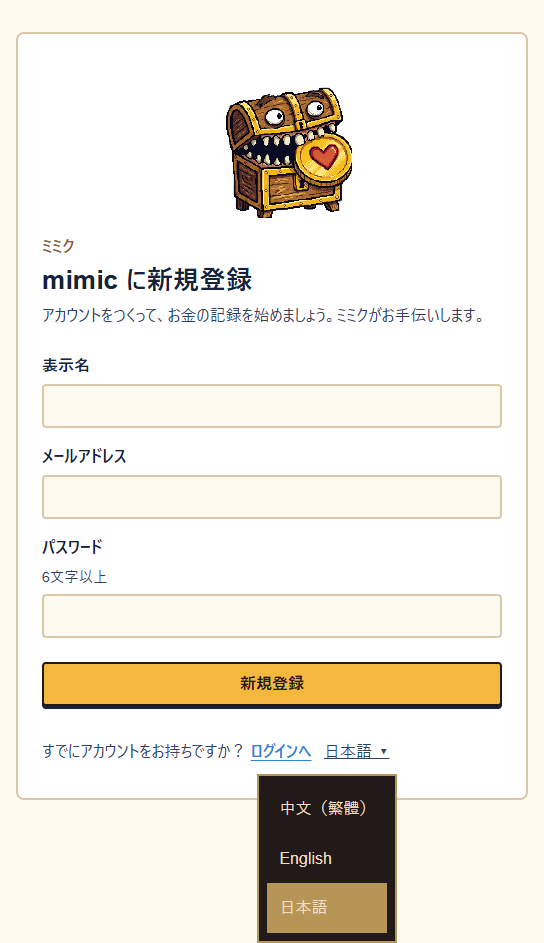 ミミク
mimic に新規登録
アカウントをつくって、お金の記録を始めましょう。ミミクがお手伝いします。
表示名
メールアドレス
パスワード
6文字以上
新規登録
すでにアカウントをお持ちですか？ ログインへ 日本語 ▼
中文（繁體）
English
日本語